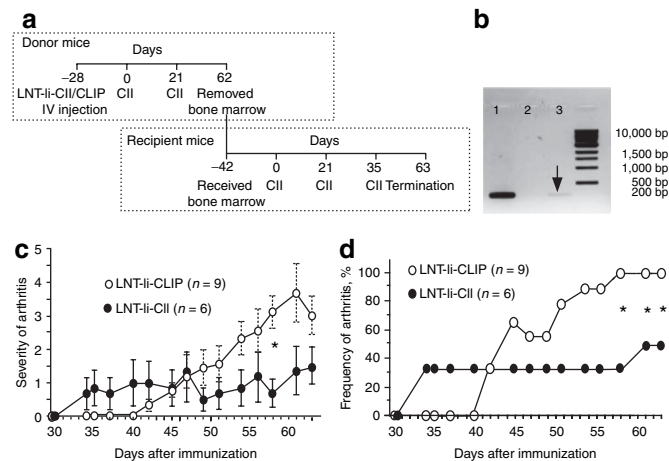 a
Donor mice
Days
–28 0 21 62
LNT-Ii-CII/CLIP CII CII Removed
IV injection bone marrow
Recipient mice Days
–42 0 21 35 63
Received CII CII CII Termination
bone marrow
b
1 2 3
10,000 bp
1,500 bp
1,000 bp
500 bp
200 bp
c
Severity of arthritis
5
4
3
2
1
0
LNT-Ii-CLIP (n = 9)
LNT-Ii-CII (n = 6)
*
30 35 40 45 50 55 60
Days after immunization
d
Frequency of arthritis, %
100
80
60
40
20
0
LNT-Ii-CLIP (n = 9)
LNT-Ii-CII (n = 6)
* * *
30 35 40 45 50 55 60
Days after immunization